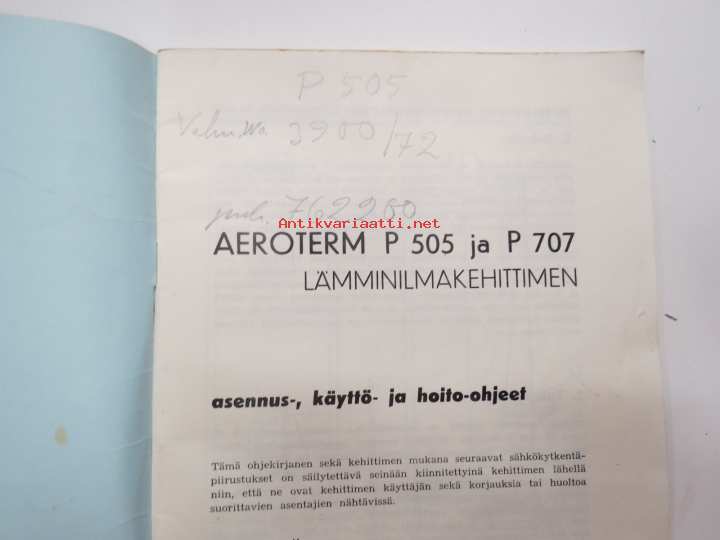 P 505
3900/72
puh. 762280
Antikvariaatti.net
AEROTERM P 505 ja P 707
LÄMMINILMAKEHITTIMEN
asennus-, käyttö- ja hoito-ohjeet
Tämä ohjekirjanen sekä kehittimen mukana seuraavat sähkökytkentä-
piirustukset on säilytettävä seinään kiinnitettyinä kehittimen lähellä
niin, että ne ovat kehittimen käyttäjän sekä korjauksia tai huoltoa
suorittavien asentajien nähtävissä.